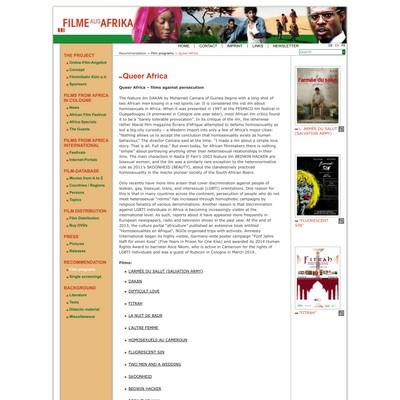 FILME AUS AFRIKA
HOME | CONTACT | IMPRINT | LINKS | NEWSLETTER
DE EN FR
Recommendation > Film programs > Queer Africa
THE PROJECT
Online-Film-Angebot
Concept
FilmInitiativ Köln e.V.
Sponsors
FILMS FROM AFRICA
IN COLOGNE
News
African Film Festival
Africa Specials
The Guests
FILMS FROM AFRICA
INTERNATIONAL
Festivals
Internet-Portals
FILM-DATABASE
Movies from A to Z
Countries / Regions
Persons
Topics
FILM DISTRIBUTION
Film Distribution
Buy DVDs
PRESS
Pictures
Releases
RECOMMENDATION
Film programs
Single screenings
BACKGROUND
Literature
Texts
Didactic material
Miscellaneous
Queer Africa
Queer Africa – films against persecution
The feature film DAKAN by Mohamed Camara of Guinea begins with a long shot
of two African men kissing in a red sports car. It is considered the first film about
homosexuals in Africa. When it was presented in 1997 at the FESPACO film festival in
Ouagadougou (it premiered in Cologne one year later), most African film critics found
it to be a "barely tolerable provocation". In its critique of the film, the otherwise
rather liberal film magazine Écrans d'Afrique attempted to defame homosexuality as
but a big-city curiosity – a Western import into only a few of Africa's major cities:
"Nothing allows us to accept the conclusion that homosexuality exists as human
behaviour." The director Camara said at the time: "I made a film about a simple love
story. That is all. Full stop." But even today, for African filmmakers there is nothing
'simple' about portraying anything other than heterosexual relationships in their
films. The main characters in Nadia El Fani's 2003 feature film BEDWIN HACKER are
bisexual women, and the film was a similarly rare exception to the heteronormative
rule as 2011's SKOONHEID (BEAUTY), about the clandestinely practiced
homosexuality in the macho pioneer society of the South African Boers.
Only recently have more films arisen that cover discrimination against people of
lesbian, gay, bisexual, trans, and intersexual (LGBTI) orientations. One reason for
this is that in many countries across the continent, persecution of people who do not
meet heterosexual "norms" has increased through homophobic campaigns by
religious fanatics of various denominations. Another reason is that discrimination
against LGBTI individuals in Africa is becoming increasingly visible at the
international level. As such, reports about it have appeared more frequently in
European newspapers, radio and television shows in the past year. At the end of
2013, the culture portal "africultures" published an extensive book entitled
"Homosexualités en Afrique", NGOs organised trips with activists, Amnesty
International began its highly visible, Germany-wide poster campaign "Fünf Jahre
Haft für einen Kuss" (Five Years in Prison for One Kiss) and awarded its 2014 Human
Rights Award to barrister Alice Nkom, who is active in Cameroon for the rights of
LGBTI individuals and was a guest of filminitiativ in Cologne in March 2014.
Films:
L'ARMÉE DU SALUT (SALVATION ARMY)
DAKAN
DIFFICULT LOVE
FITRAH
LA NUIT DE BADR
L'AUTRE FEMME
HOMOSEXUELS AU CAMEROUN
FLUORESCENT SIN
TWO MEN AND A WEDDING
SKOONHEID
BEDWIN HACKER
l'armée du salut
L'ARMÉE DU SALUT
(SALVATION ARMY)
"FLUORESCENT
SIN"
FITRAH
"FITRAH"